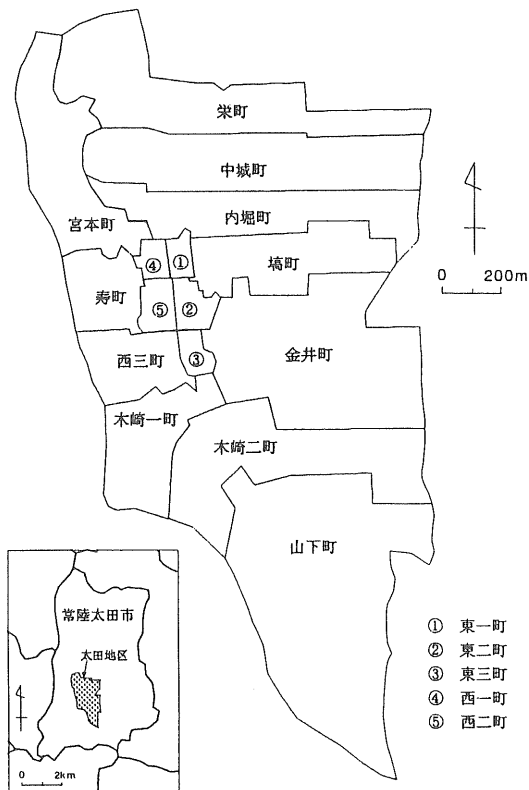 栄町
中城町
内堀町
宮本町
塙町
④
①
寿町
⑤
②
0 200m
西三町
③
金井町
木崎一町
木崎二町
山下町
常陸太田市
太田地区
0 2km
① 東一町
② 東二町
③ 東三町
④ 西一町
⑤ 西二町